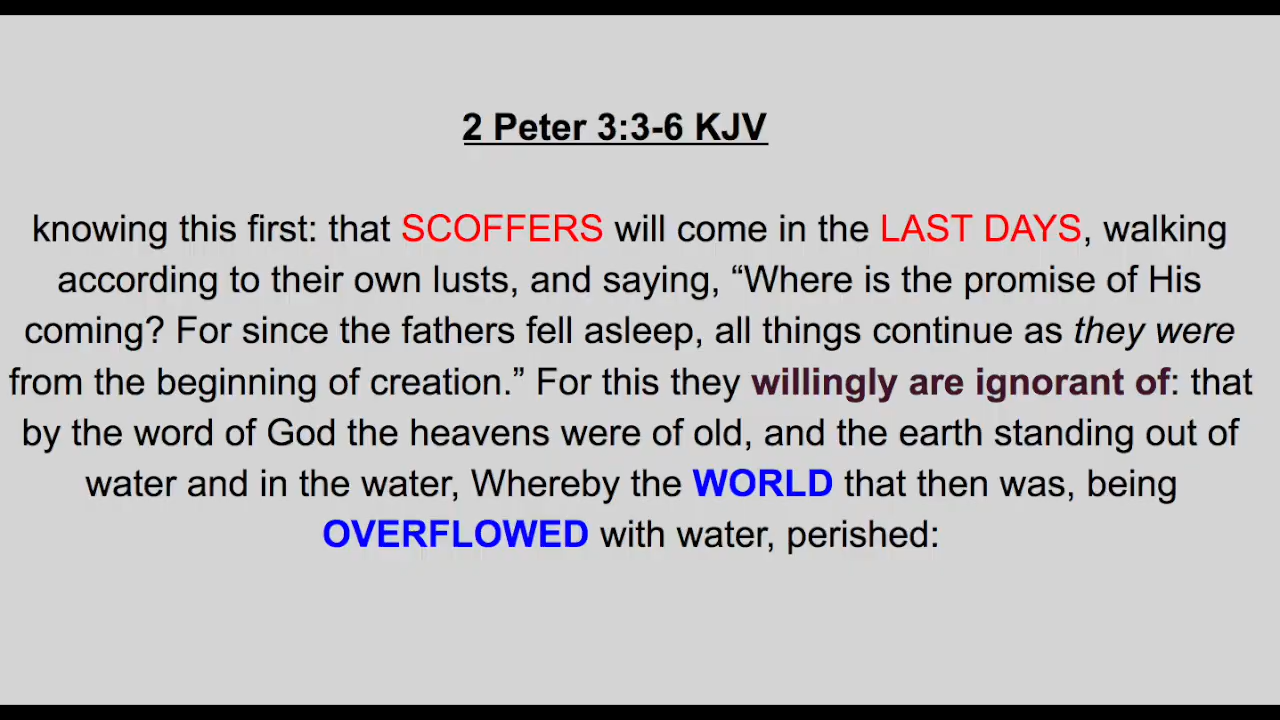 2 Peter 3:3-6 KJV
knowing this first: that SCOFFERS will come in the LAST DAYS, walking
according to their own lusts, and saying, “Where is the promise of His
coming? For since the fathers fell asleep, all things continue as they were
from the beginning of creation.” For this they willingly are ignorant of: that
by the word of God the heavens were of old, and the earth standing out of
water and in the water, Whereby the WORLD that then was, being
OVERFLOWED with water, perished: